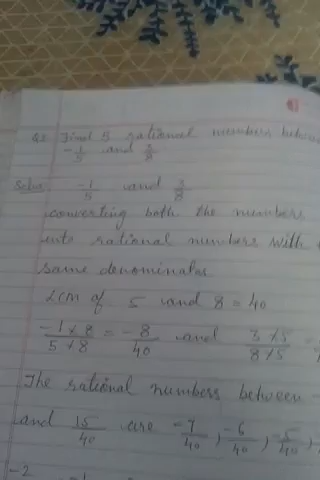 Q2 Find 5 rational numbers between
-1/5 and 3/8
Soln -1/5 and 3/8
converting both the numbers
into rational numbers with
same denominator
LCM of 5 and 8 = 40
-1×8/5×8 = -8/40 and 3×5/8×5 =
The rational numbers between
and 15/40 are -7/40, -6/40, 5/40,
-2